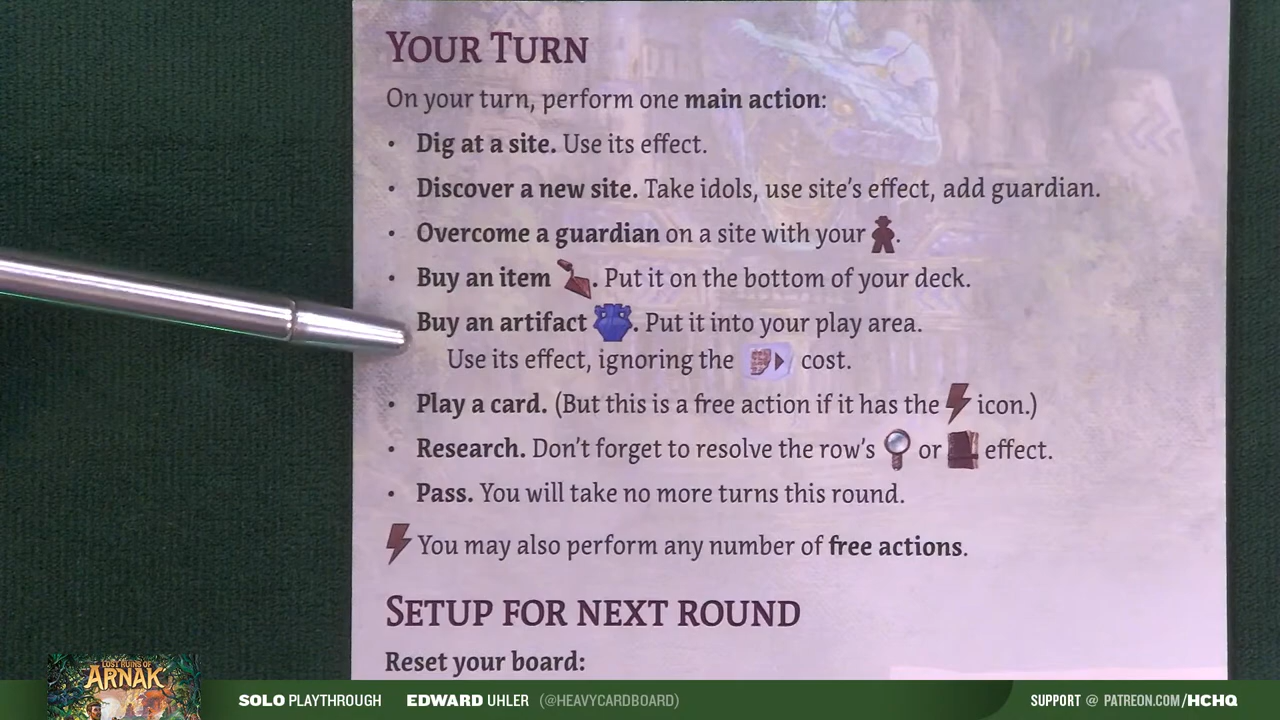 YOUR TURN
On your turn, perform one main action:
• Dig at a site. Use its effect.
• Discover a new site. Take idols, use site's effect, add guardian.
• Overcome a guardian on a site with your .
• Buy an item . Put it on the bottom of your deck.
Buy an artifact . Put it into your play area.
Use its effect, ignoring the cost.
• Play a card. (But this is a free action if it has the icon.)
• Research. Don't forget to resolve the row's or effect.
• Pass. You will take no more turns this round.
You may also perform any number of free actions.
SETUP FOR NEXT ROUND
Reset your board:
LOST RUINS OF
ARNAK
SOLO PLAYTHROUGH EDWARD UHLER (@HEAVYCARDBOARD) SUPPORT @ PATREON.COM/HCHQ